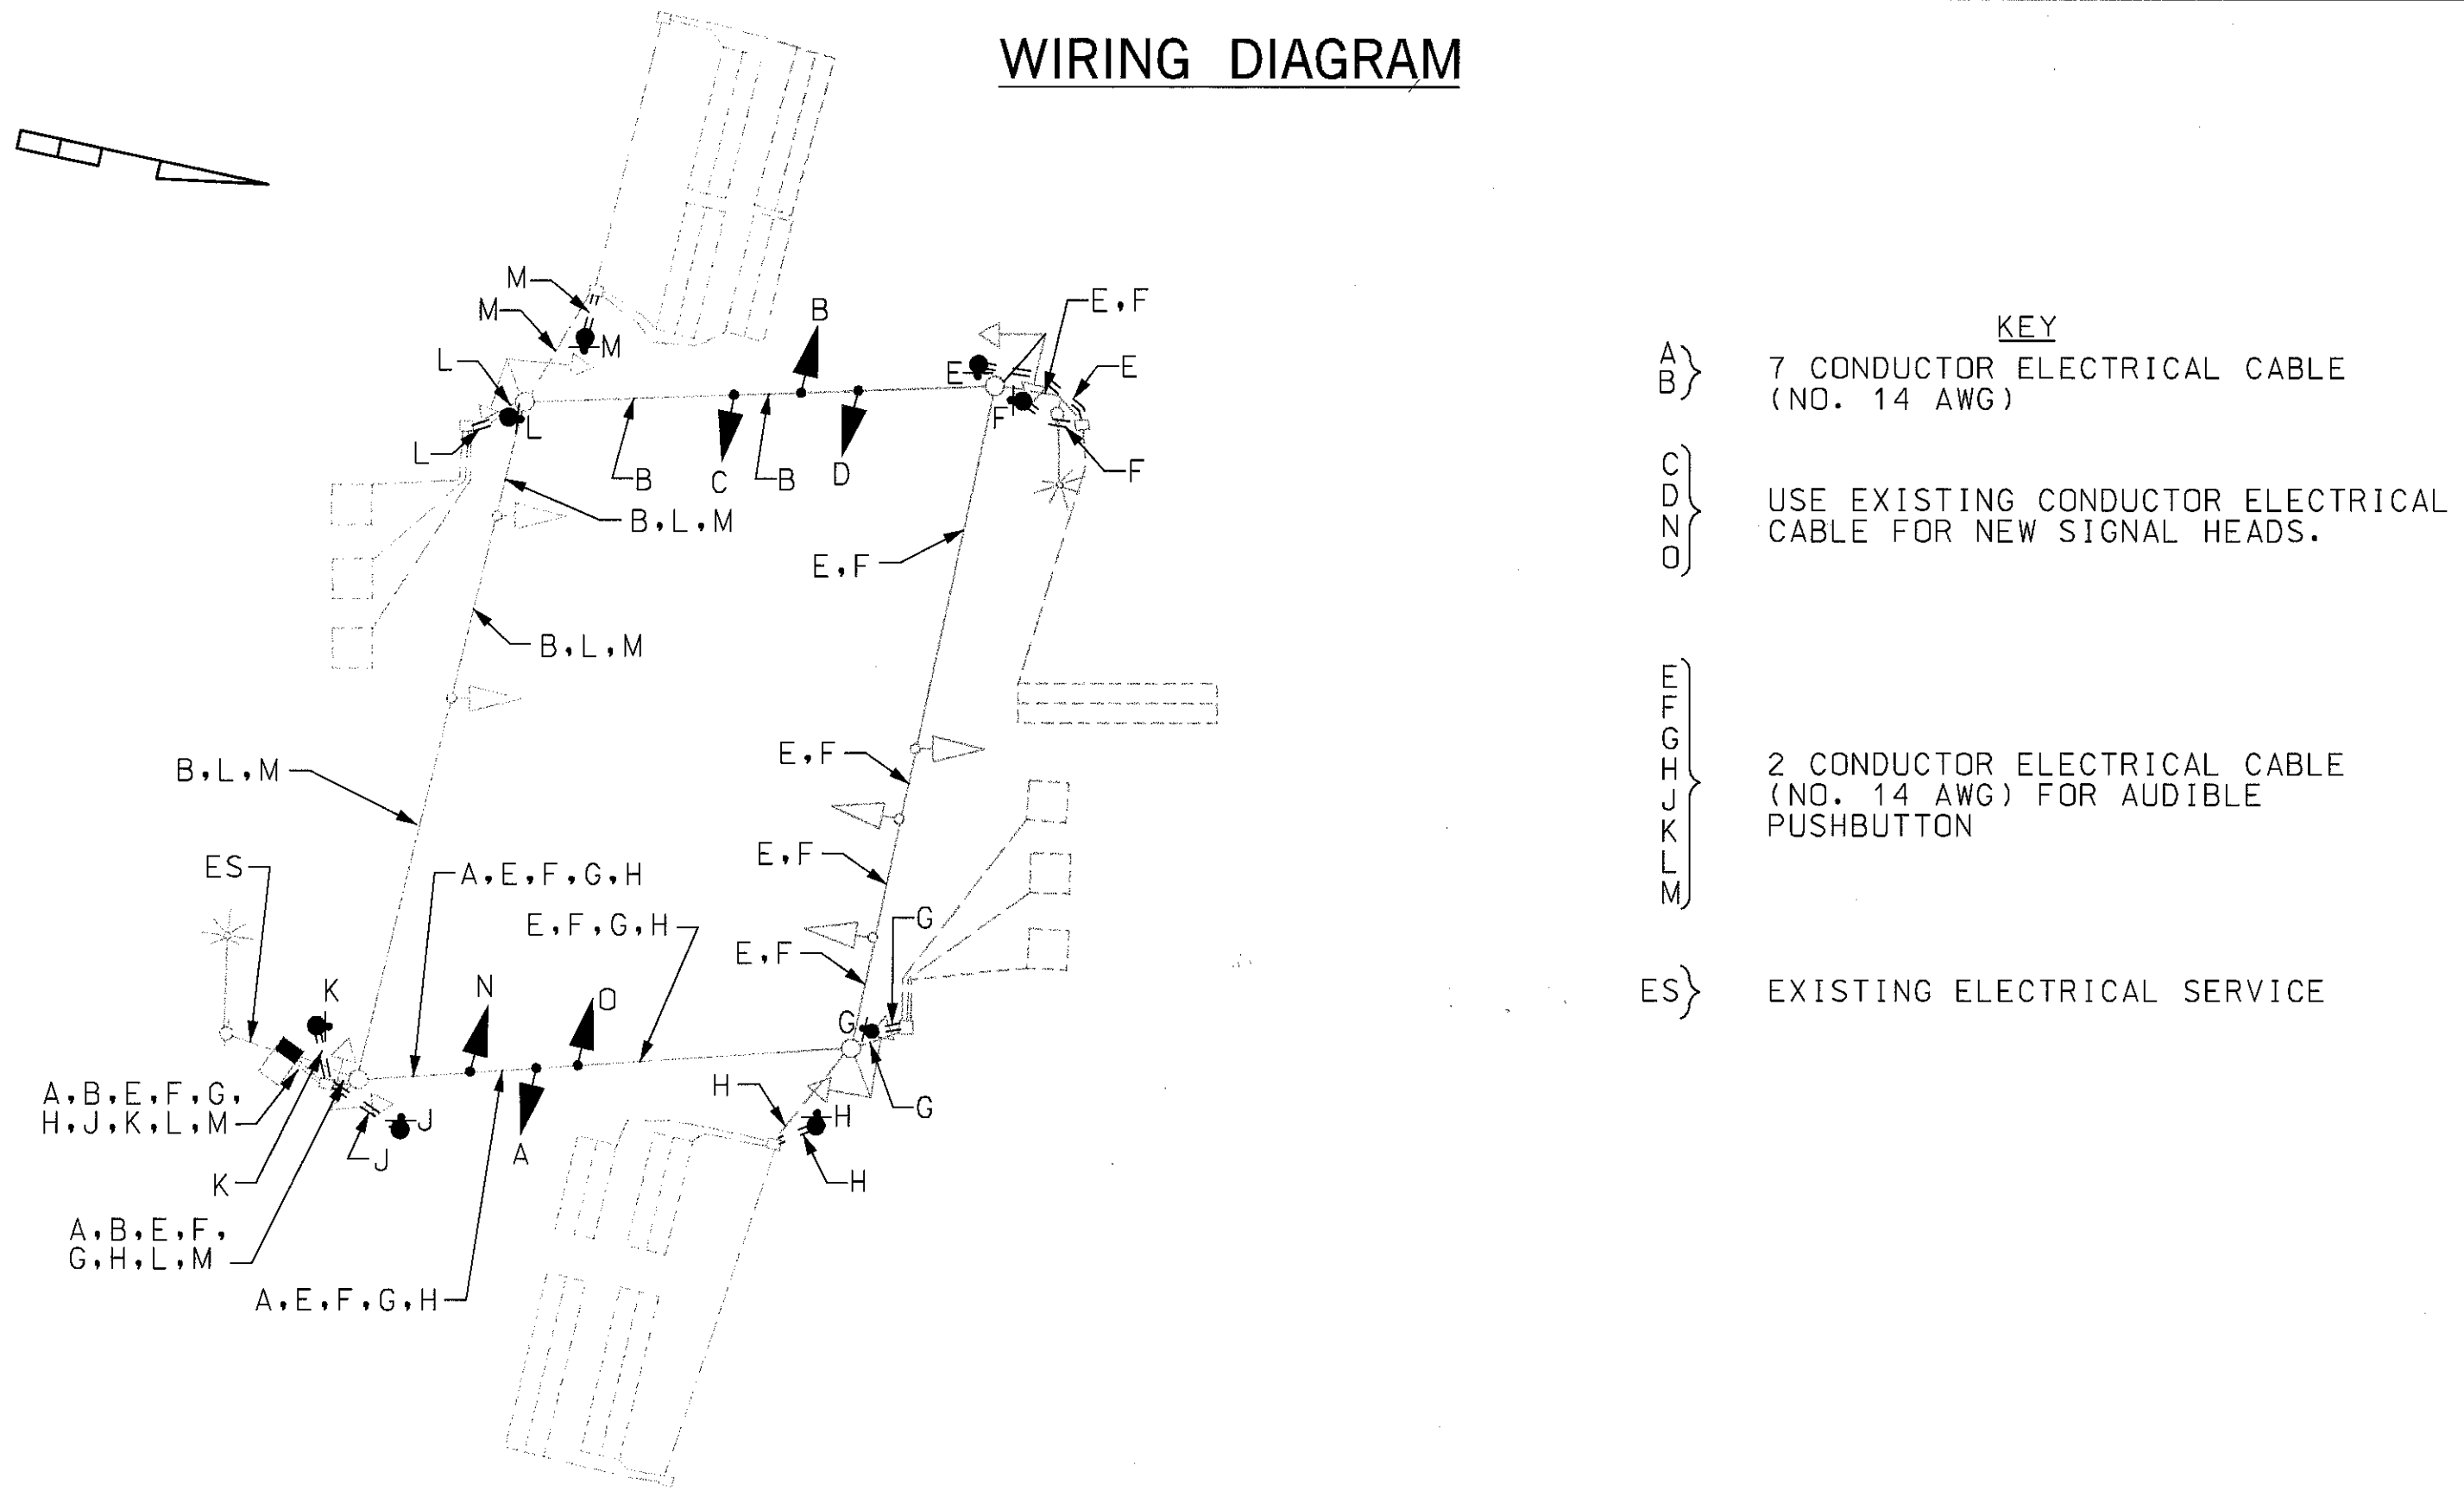 WIRING DIAGRAM
M
M
M
L
L
L
B
B
C
B
D
E
E,F
E
F
F
B,L,M
E,F
B,L,M
B,L,M
E,F
E,F
E,F
ES
A,E,F,G,H
E,F,G,H
K
N
O
G
G
G
A,B,E,F,G,
H,J,K,L,M
J
J
A
H
H
H
K
A,B,E,F,
G,H,L,M
A,E,F,G,H
KEY
A
B
7 CONDUCTOR ELECTRICAL CABLE
(NO. 14 AWG)
C
D
N
O
USE EXISTING CONDUCTOR ELECTRICAL
CABLE FOR NEW SIGNAL HEADS.
E
F
G
H
J
K
L
M
2 CONDUCTOR ELECTRICAL CABLE
(NO. 14 AWG) FOR AUDIBLE
PUSHBUTTON
ES
EXISTING ELECTRICAL SERVICE